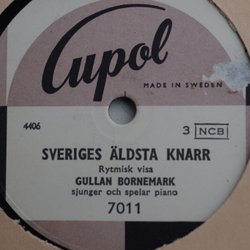 Cupol
MADE IN SWEDEN
4406
3 NCB
SVERIGES ÄLDSTA KNARR
Rytmisk visa
GULLAN BORNEMARK
sjunger och spelar piano
7011